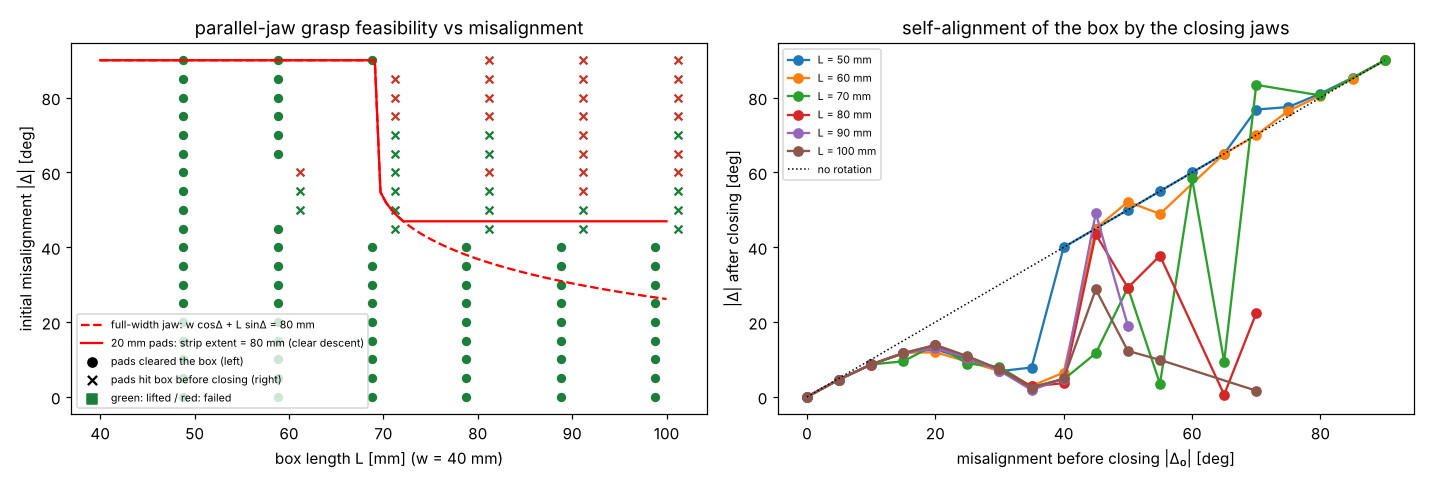 parallel-jaw grasp feasibility vs misalignment
initial misalignment |Δ| [deg]
80
60
40
20
0
full-width jaw: w cosΔ + L sinΔ = 80 mm
20 mm pads: strip extent = 80 mm (clear descent)
pads cleared the box (left)
pads hit box before closing (right)
green: lifted / red: failed
40
50
60
70
80
90
100
box length L [mm] (w = 40 mm)
self-alignment of the box by the closing jaws
|Δ| after closing [deg]
80
60
40
20
0
L = 50 mm
L = 60 mm
L = 70 mm
L = 80 mm
L = 90 mm
L = 100 mm
no rotation
0
20
40
60
80
misalignment before closing |Δ₀| [deg]